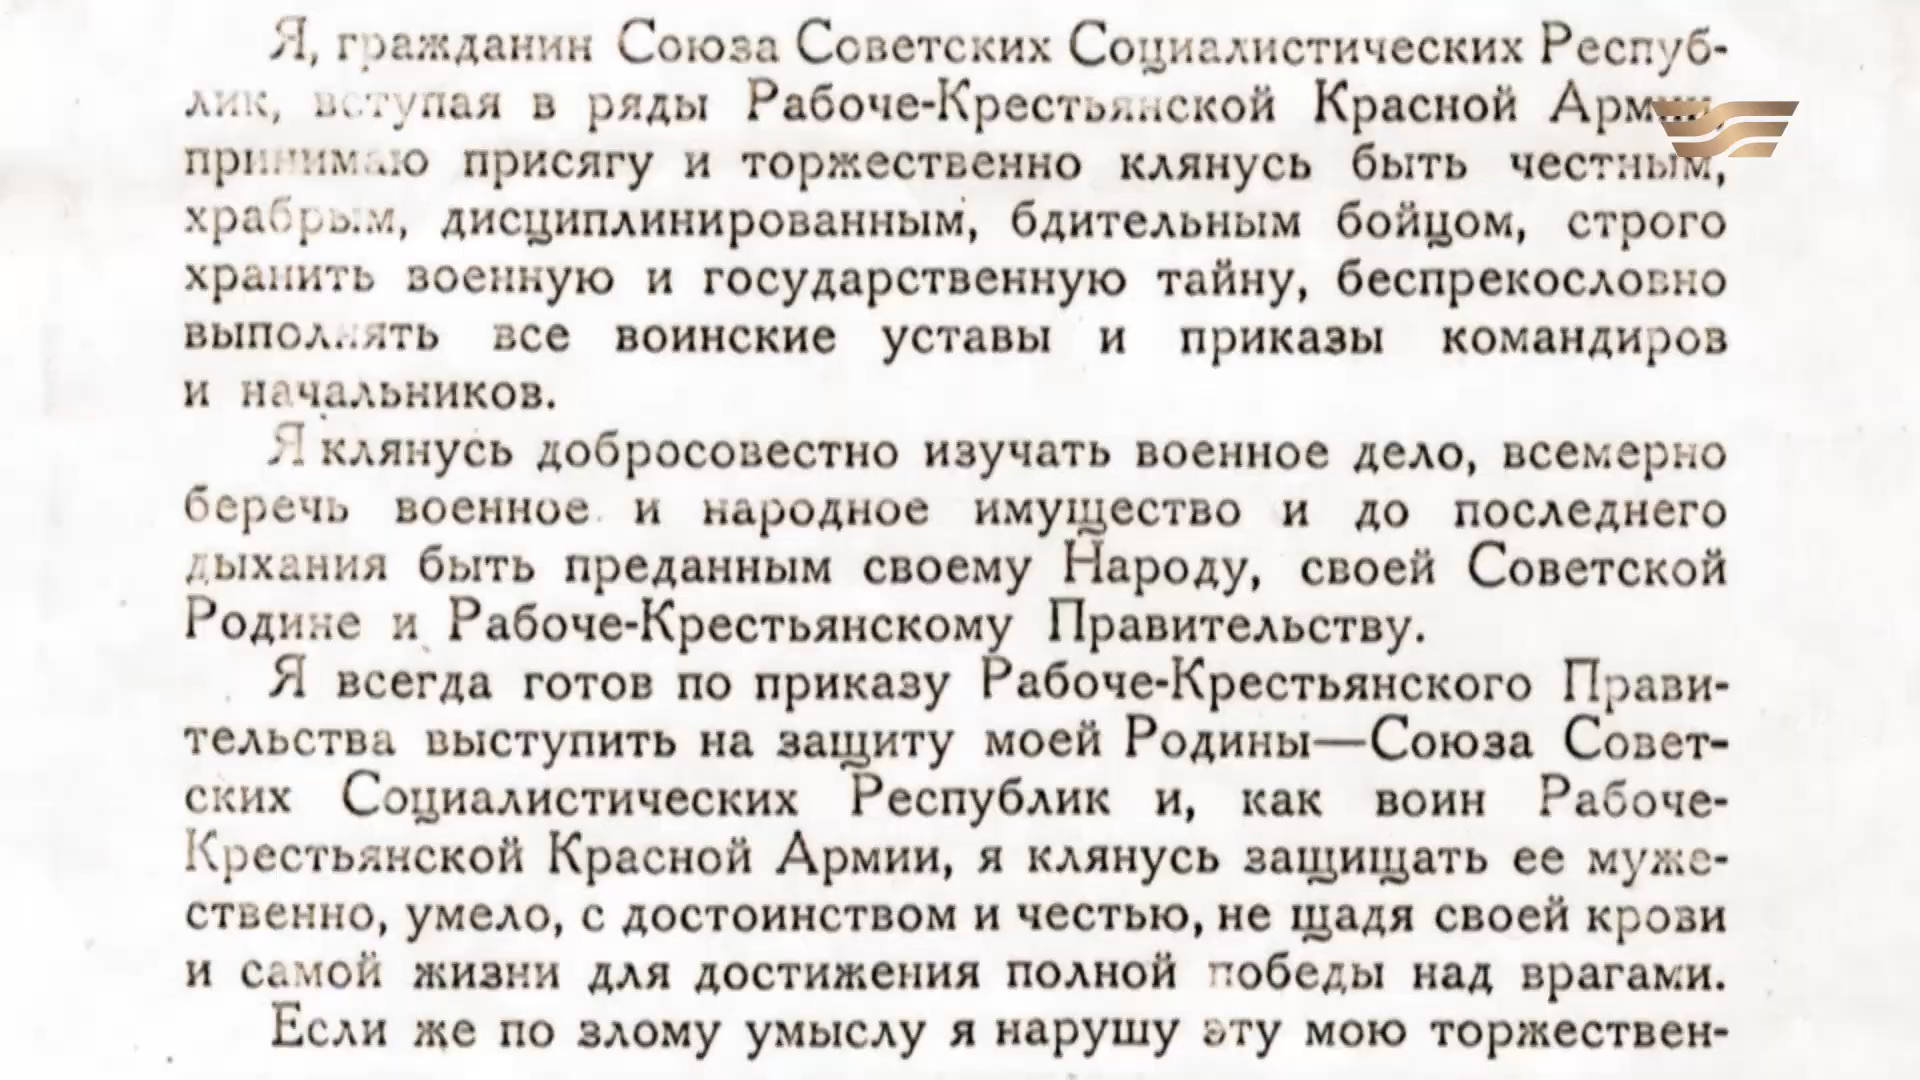 Я, гражданин Союза Советских Социалистических Респуб-
лик, вступая в ряды Рабоче-Крестьянской Красной Армии,
принимаю присягу и торжественно клянусь быть честным,
храбрым, дисциплинированным, бдительным бойцом, строго
хранить военную и государственную тайну, беспрекословно
выполнять все воинские уставы и приказы командиров
и начальников.
Я клянусь добросовестно изучать военное дело, всемерно
беречь военное и народное имущество и до последнего
дыхания быть преданным своему Народу, своей Советской
Родине и Рабоче-Крестьянскому Правительству.
Я всегда готов по приказу Рабоче-Крестьянского Прави-
тельства выступить на защиту моей Родины—Союза Совет-
ских Социалистических Республик и, как воин Рабоче-
Крестьянской Красной Армии, я клянусь защищать ее муже-
ственно, умело, с достоинством и честью, не щадя своей крови
и самой жизни для достижения полной победы над врагами.
Если же по злому умыслу я нарушу эту мою торжествен-